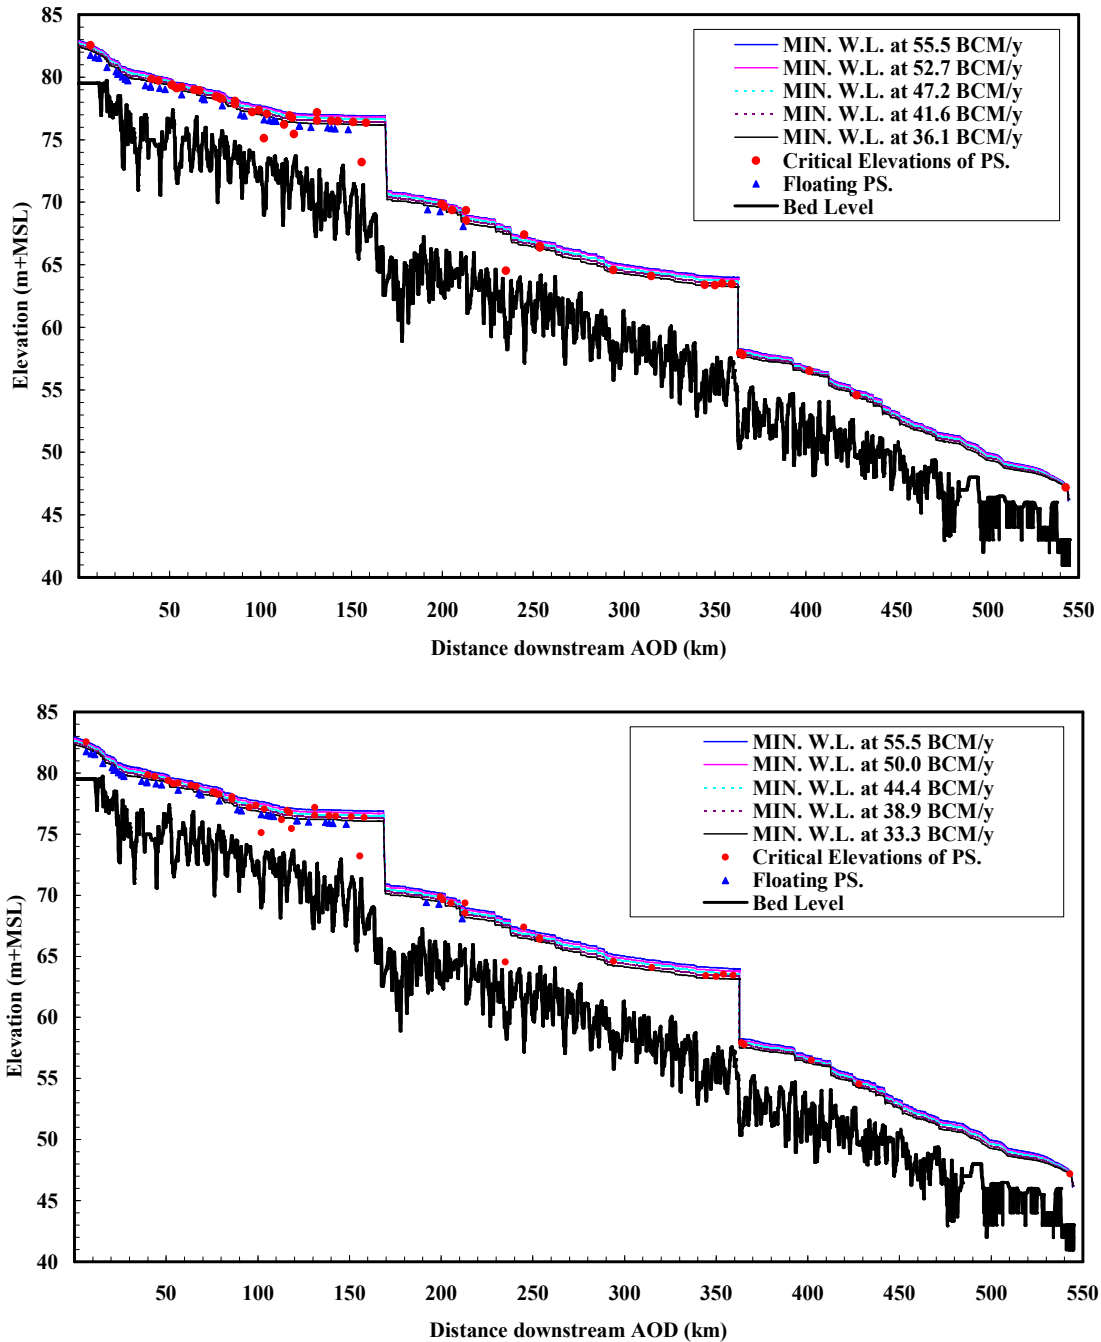 85
80
75
70
65
60
55
50
45
40
Elevation (m+MSL)
MIN. W.L. at 55.5 BCM/y
MIN. W.L. at 52.7 BCM/y
MIN. W.L. at 47.2 BCM/y
MIN. W.L. at 41.6 BCM/y
MIN. W.L. at 36.1 BCM/y
Critical Elevations of PS.
Floating PS.
Bed Level
50 100 150 200 250 300 350 400 450 500 550
Distance downstream AOD (km)
85
80
75
70
65
60
55
50
45
40
Elevation (m+MSL)
MIN. W.L. at 55.5 BCM/y
MIN. W.L. at 50.0 BCM/y
MIN. W.L. at 44.4 BCM/y
MIN. W.L. at 38.9 BCM/y
MIN. W.L. at 33.3 BCM/y
Critical Elevations of PS.
Floating PS.
Bed Level
50 100 150 200 250 300 350 400 450 500 550
Distance downstream AOD (km)